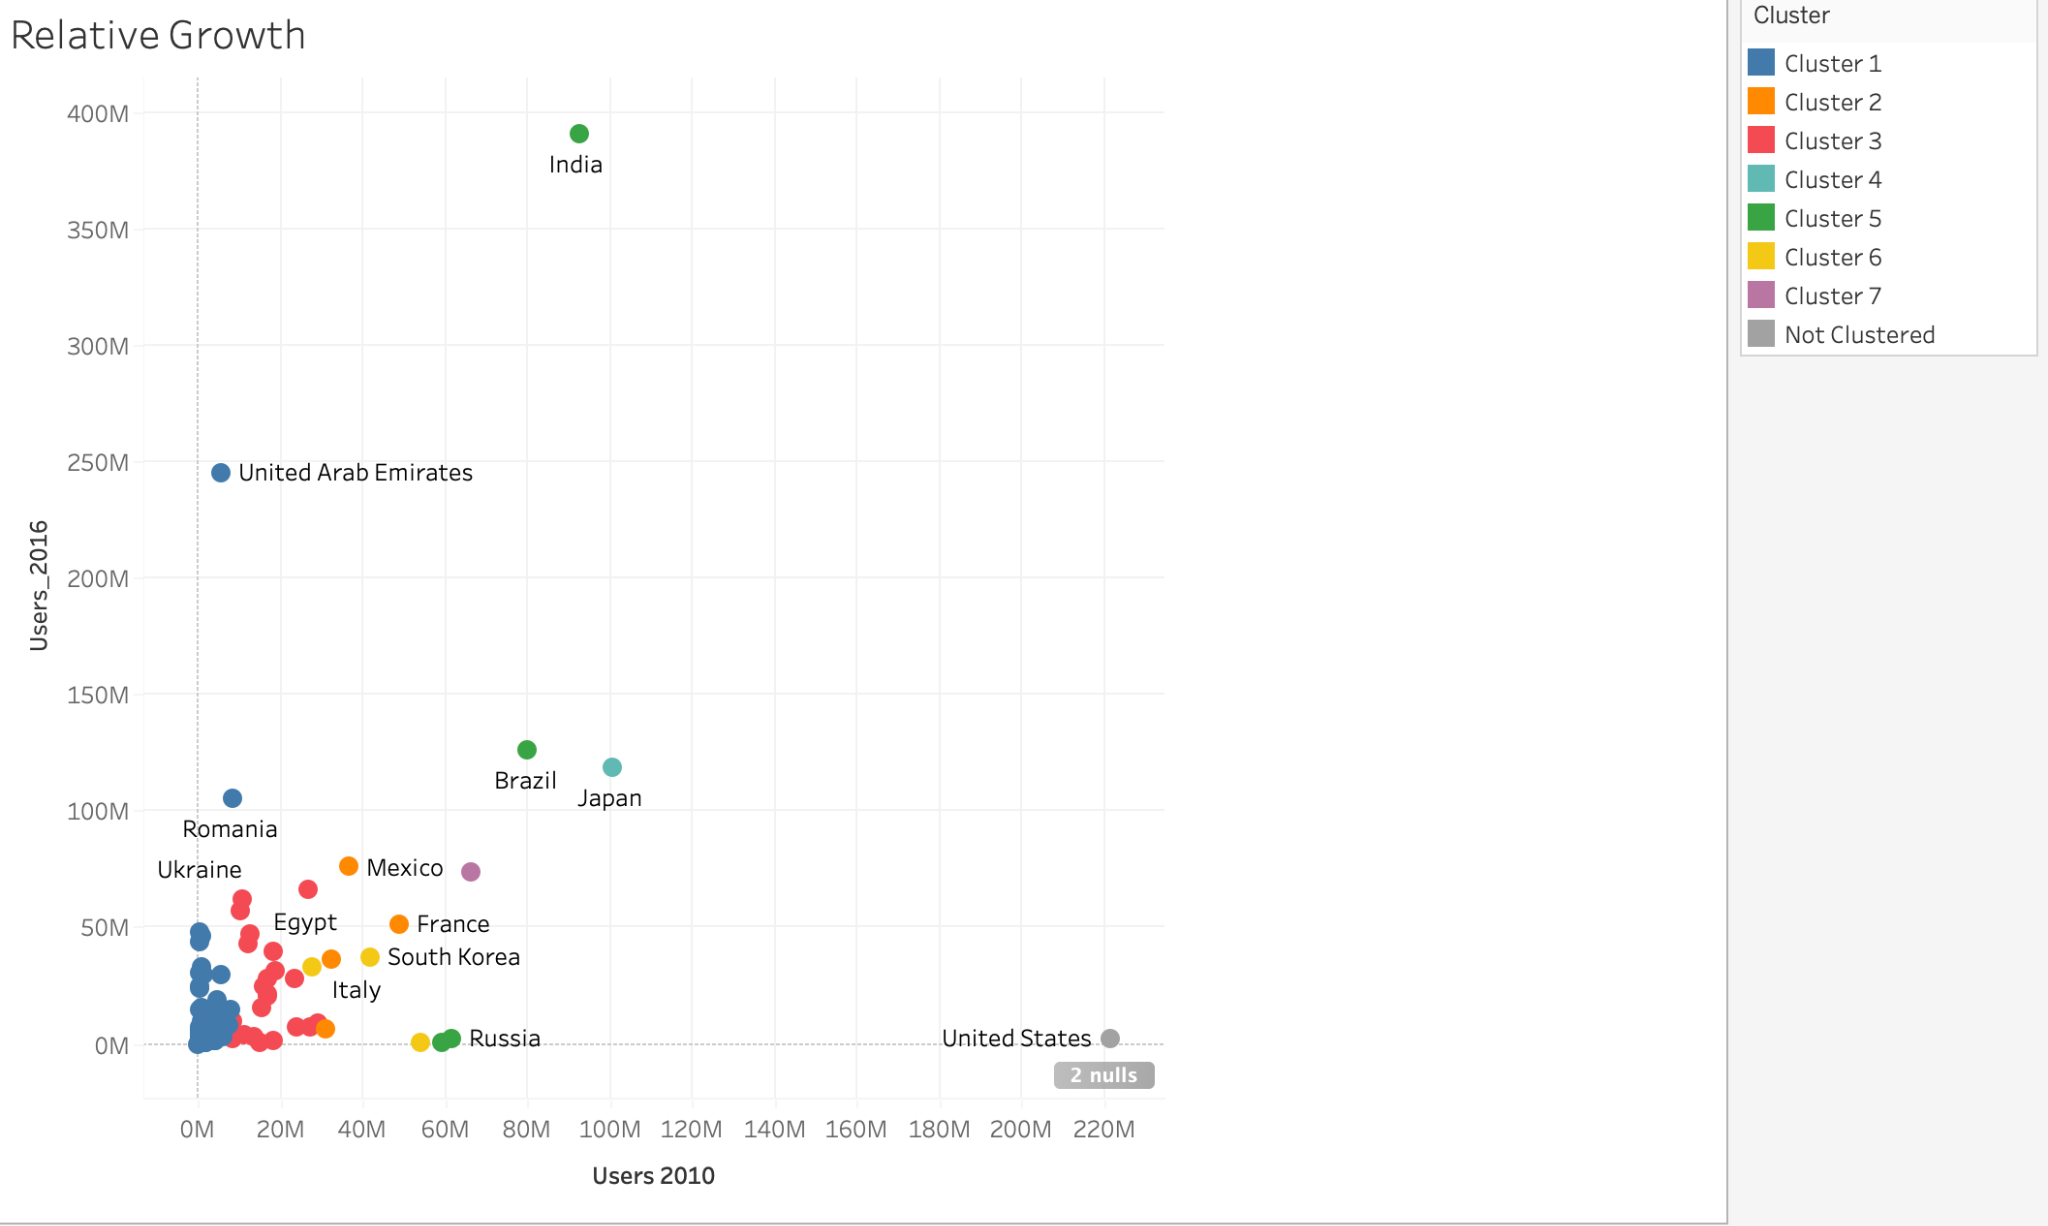 Relative Growth
Cluster
Cluster 1
Cluster 2
Cluster 3
Cluster 4
Cluster 5
Cluster 6
Cluster 7
Not Clustered
400M
350M
300M
250M
200M
150M
100M
50M
0M
Users_2016
India
United Arab Emirates
Brazil
Japan
Romania
Ukraine
Mexico
Egypt
France
South Korea
Italy
Russia
United States
2 nulls
0M 20M 40M 60M 80M 100M 120M 140M 160M 180M 200M 220M
Users 2010